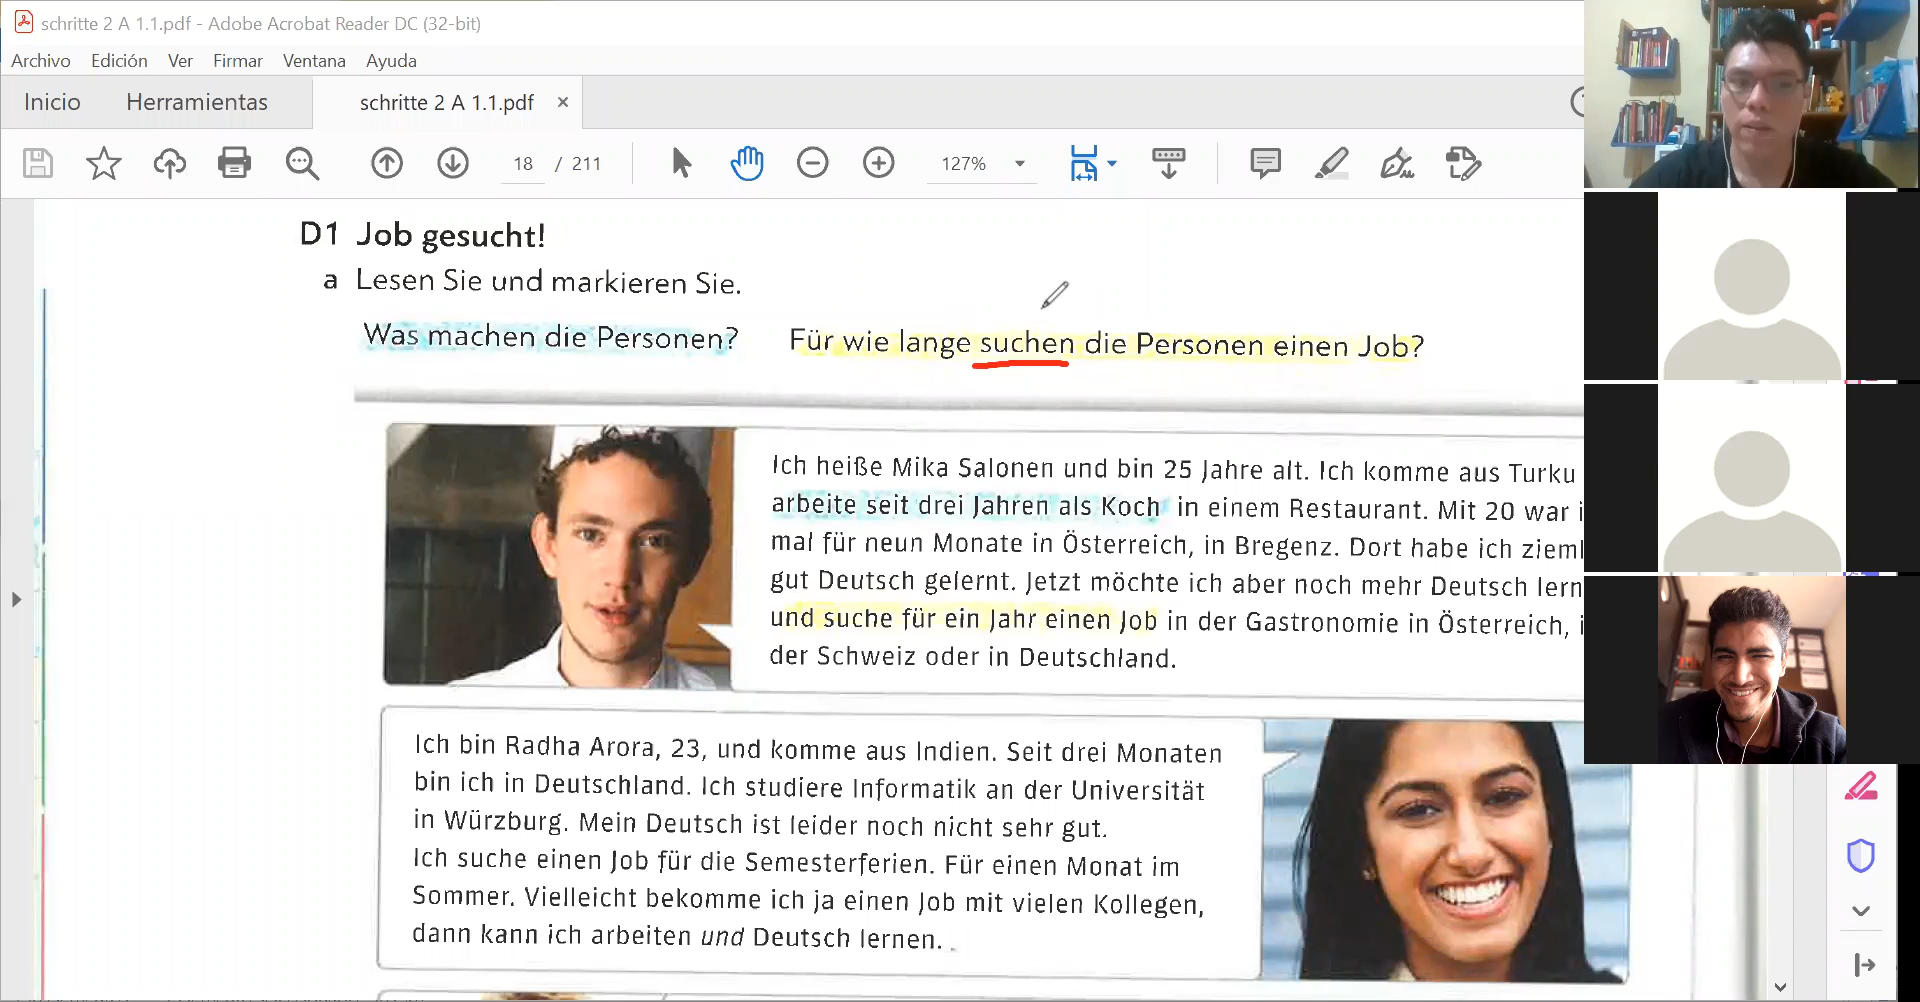 schritte 2 A 1.1.pdf - Adobe Acrobat Reader DC (32-bit)
Archivo Edición Ver Firmar Ventana Ayuda
Inicio Herramientas schritte 2 A 1.1.pdf ×
18 / 211 127%
D1 Job gesucht!
a Lesen Sie und markieren Sie.
Was machen die Personen? Für wie lange suchen die Personen einen Job?
Ich heiße Mika Salonen und bin 25 Jahre alt. Ich komme aus Turku
arbeite seit drei Jahren als Koch in einem Restaurant. Mit 20 war i
mal für neun Monate in Österreich, in Bregenz. Dort habe ich zieml
gut Deutsch gelernt. Jetzt möchte ich aber noch mehr Deutsch lern
und suche für ein Jahr einen Job in der Gastronomie in Österreich, i
der Schweiz oder in Deutschland.
Ich bin Radha Arora, 23, und komme aus Indien. Seit drei Monaten
bin ich in Deutschland. Ich studiere Informatik an der Universität
in Würzburg. Mein Deutsch ist leider noch nicht sehr gut.
Ich suche einen Job für die Semesterferien. Für einen Monat im
Sommer. Vielleicht bekomme ich ja einen Job mit vielen Kollegen,
dann kann ich arbeiten und Deutsch lernen.